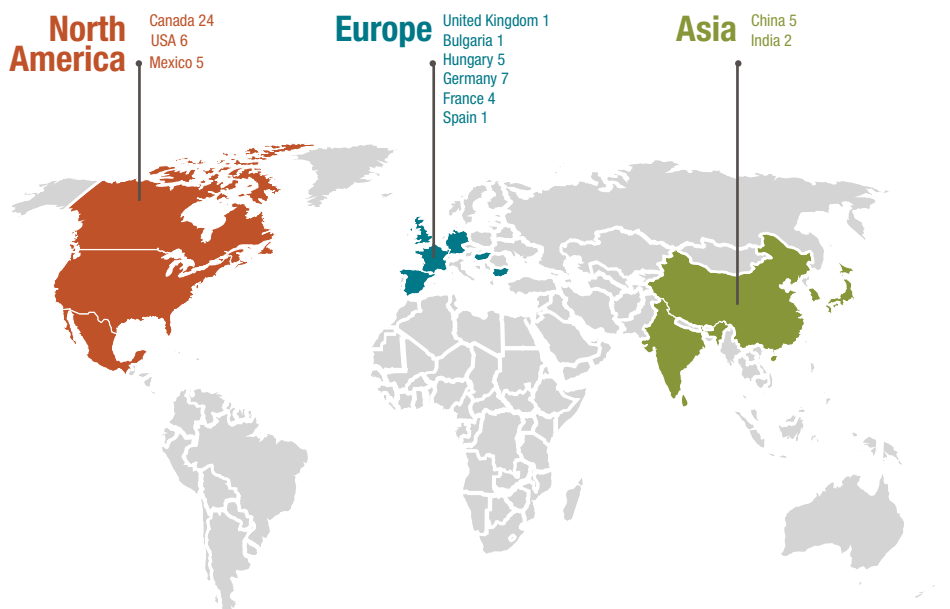 North
America
Canada 24
USA 6
Mexico 5
Europe
United Kingdom 1
Bulgaria 1
Hungary 5
Germany 7
France 4
Spain 1
Asia
China 5
India 2